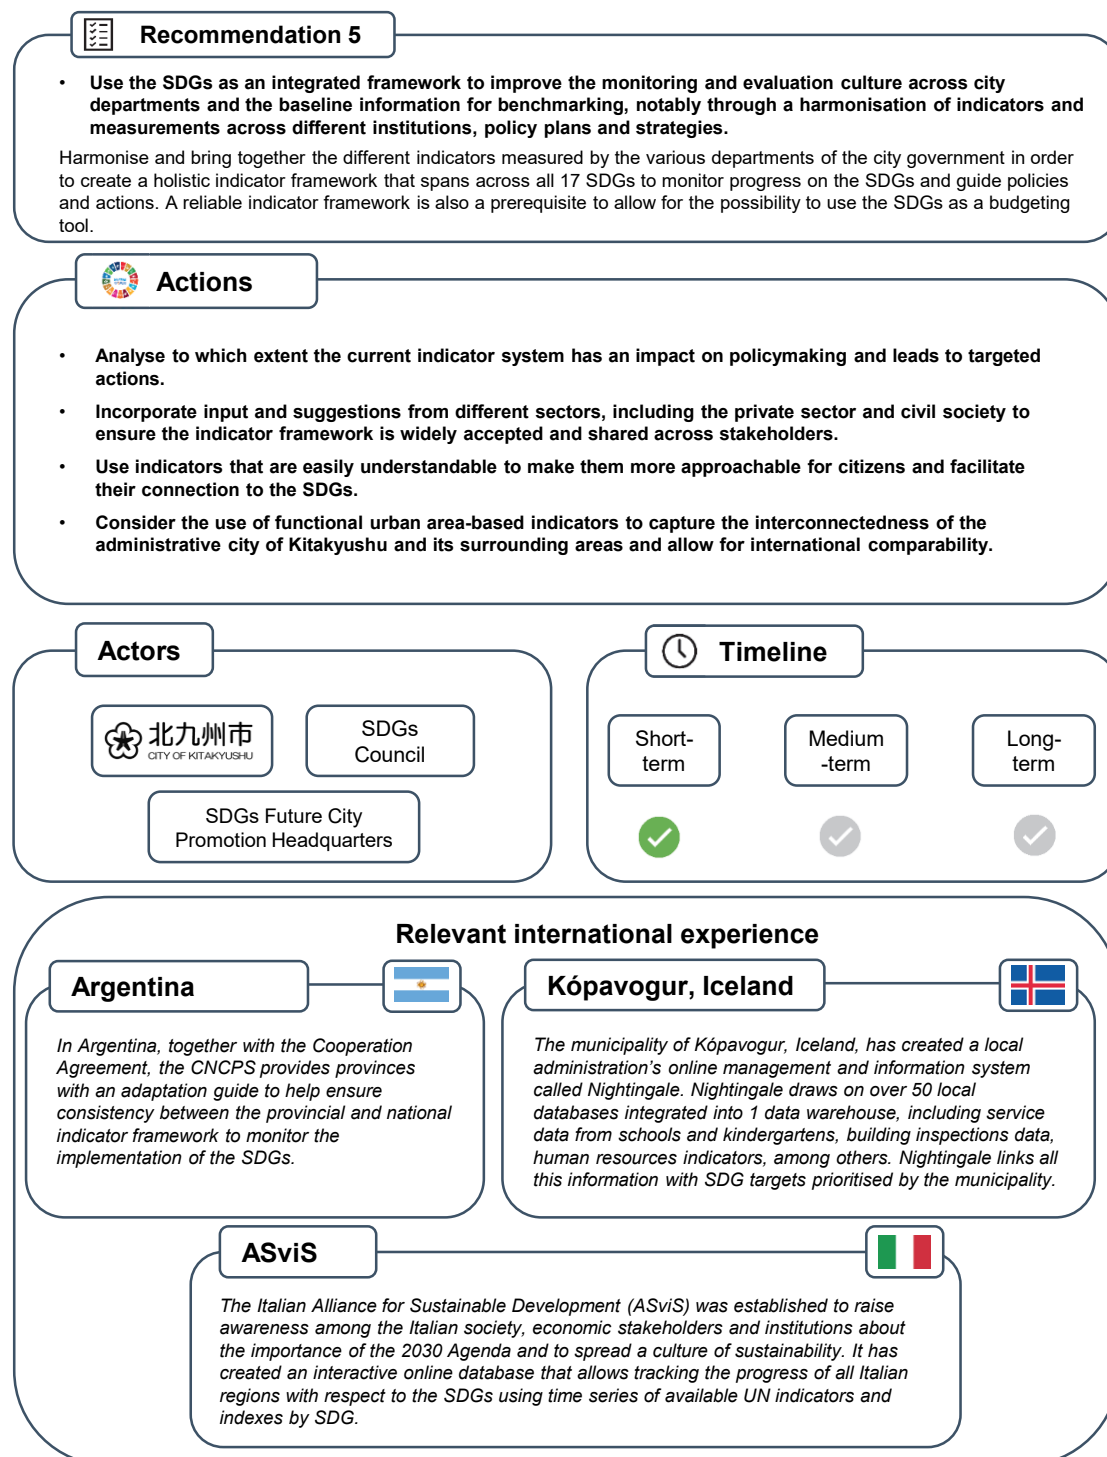 Recommendation 5
• Use the SDGs as an integrated framework to improve the monitoring and evaluation culture across city
departments and the baseline information for benchmarking, notably through a harmonisation of indicators and
measurements across different institutions, policy plans and strategies.
Harmonise and bring together the different indicators measured by the various departments of the city government in order
to create a holistic indicator framework that spans across all 17 SDGs to monitor progress on the SDGs and guide policies
and actions. A reliable indicator framework is also a prerequisite to allow for the possibility to use the SDGs as a budgeting
tool.
Actions
• Analyse to which extent the current indicator system has an impact on policymaking and leads to targeted
actions.
• Incorporate input and suggestions from different sectors, including the private sector and civil society to
ensure the indicator framework is widely accepted and shared across stakeholders.
• Use indicators that are easily understandable to make them more approachable for citizens and facilitate
their connection to the SDGs.
• Consider the use of functional urban area-based indicators to capture the interconnectedness of the
administrative city of Kitakyushu and its surrounding areas and allow for international comparability.
Actors
北九州市
CITY OF KITAKYUSHU
SDGs
Council
SDGs Future City
Promotion Headquarters
Timeline
Short-
term
Medium
-term
Long-
term
Relevant international experience
Argentina
In Argentina, together with the Cooperation
Agreement, the CNCPS provides provinces
with an adaptation guide to help ensure
consistency between the provincial and national
indicator framework to monitor the
implementation of the SDGs.
Kópavogur, Iceland
The municipality of Kópavogur, Iceland, has created a local
administration's online management and information system
called Nightingale. Nightingale draws on over 50 local
databases integrated into 1 data warehouse, including service
data from schools and kindergartens, building inspections data,
human resources indicators, among others. Nightingale links all
this information with SDG targets prioritised by the municipality.
ASviS
The Italian Alliance for Sustainable Development (ASviS) was established to raise
awareness among the Italian society, economic stakeholders and institutions about
the importance of the 2030 Agenda and to spread a culture of sustainability. It has
created an interactive online database that allows tracking the progress of all Italian
regions with respect to the SDGs using time series of available UN indicators and
indexes by SDG.